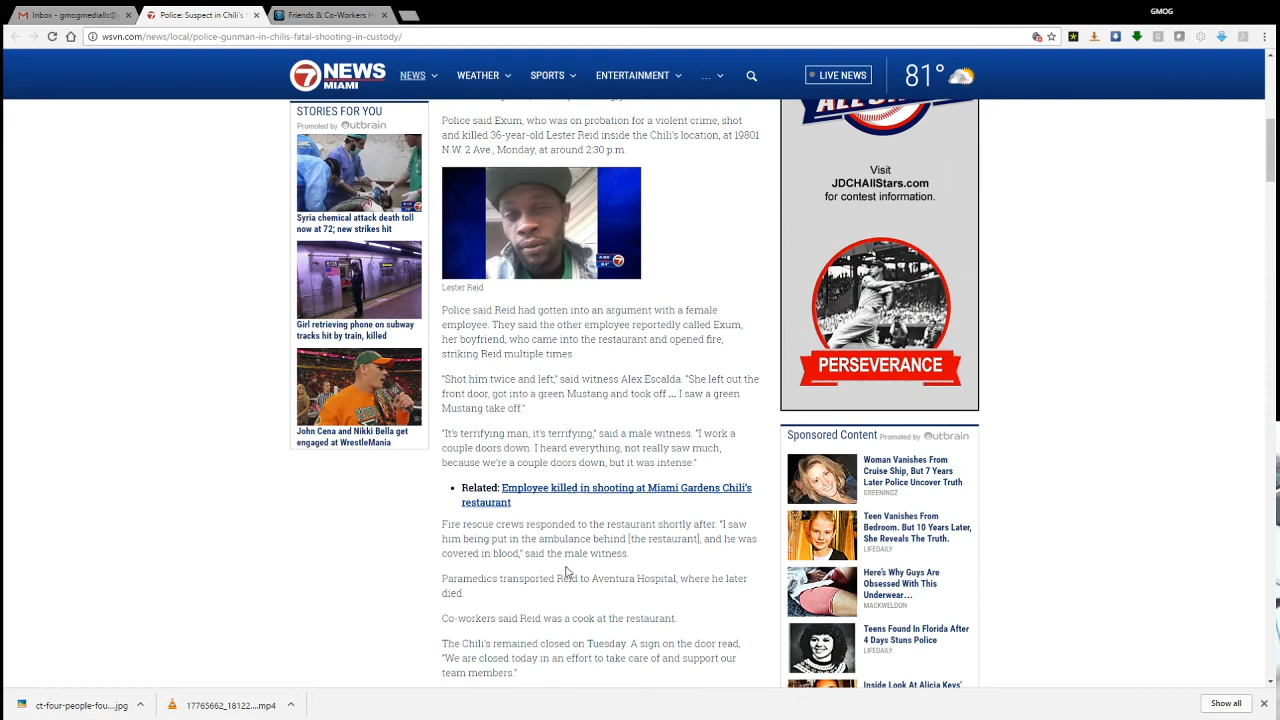 GMOG
Inbox - gmogmediallc@
Police: Suspect in Chili's
Friends & Co-Workers H
wsvn.com/news/local/police-gunman-in-chilis-fatal-shooting-in-custody/
7 NEWS
MIAMI
NEWS
WEATHER
SPORTS
ENTERTAINMENT
...
LIVE NEWS
81°
STORIES FOR YOU
Promoted by Outbrain
Syria chemical attack death toll
now at 72; new strikes hit
Girl retrieving phone on subway
tracks hit by train, killed
John Cena and Nikki Bella get
engaged at WrestleMania
Police said Exum, who was on probation for a violent crime, shot
and killed 36-year-old Lester Reid inside the Chili's location, at 19801
N.W. 2 Ave., Monday, at around 2:30 p.m.
4:00
Lester Reid
Police said Reid had gotten into an argument with a female
employee. They said the other employee reportedly called Exum,
her boyfriend, who came into the restaurant and opened fire,
striking Reid multiple times.
“Shot him twice and left,” said witness Alex Escalda. “She left out the
front door, got into a green Mustang and took off ... I saw a green
Mustang take off.”
“It’s terrifying man, it’s terrifying,” said a male witness. “I work a
couple doors down. I heard everything, not really saw much,
because we’re a couple doors down, but it was intense.”
Related: Employee killed in shooting at Miami Gardens Chili’s
restaurant
Fire rescue crews responded to the restaurant shortly after. “I saw
him being put in the ambulance behind [the restaurant], and he was
covered in blood,” said the male witness.
Paramedics transported Reid to Aventura Hospital, where he later
died.
Co-workers said Reid was a cook at the restaurant.
The Chili’s remained closed on Tuesday. A sign on the door read,
“We are closed today in an effort to take care of and support our
team members.”
Visit
JDCHAllStars.com
for contest information.
PERSEVERANCE
Sponsored Content Promoted by Outbrain
Woman Vanishes From
Cruise Ship, But 7 Years
Later Police Uncover Truth
GREENINGZ
Teen Vanishes From
Bedroom. But 10 Years Later,
She Reveals The Truth.
LIFEDAILY
Here's Why Guys Are
Obsessed With This
Underwear…
MACKWELDON
Teens Found In Florida After
4 Days Stuns Police
LIFEDAILY
Inside Look At Alicia Keys'
ct-four-people-fou....jpg
17765662_18122....mp4
Show all